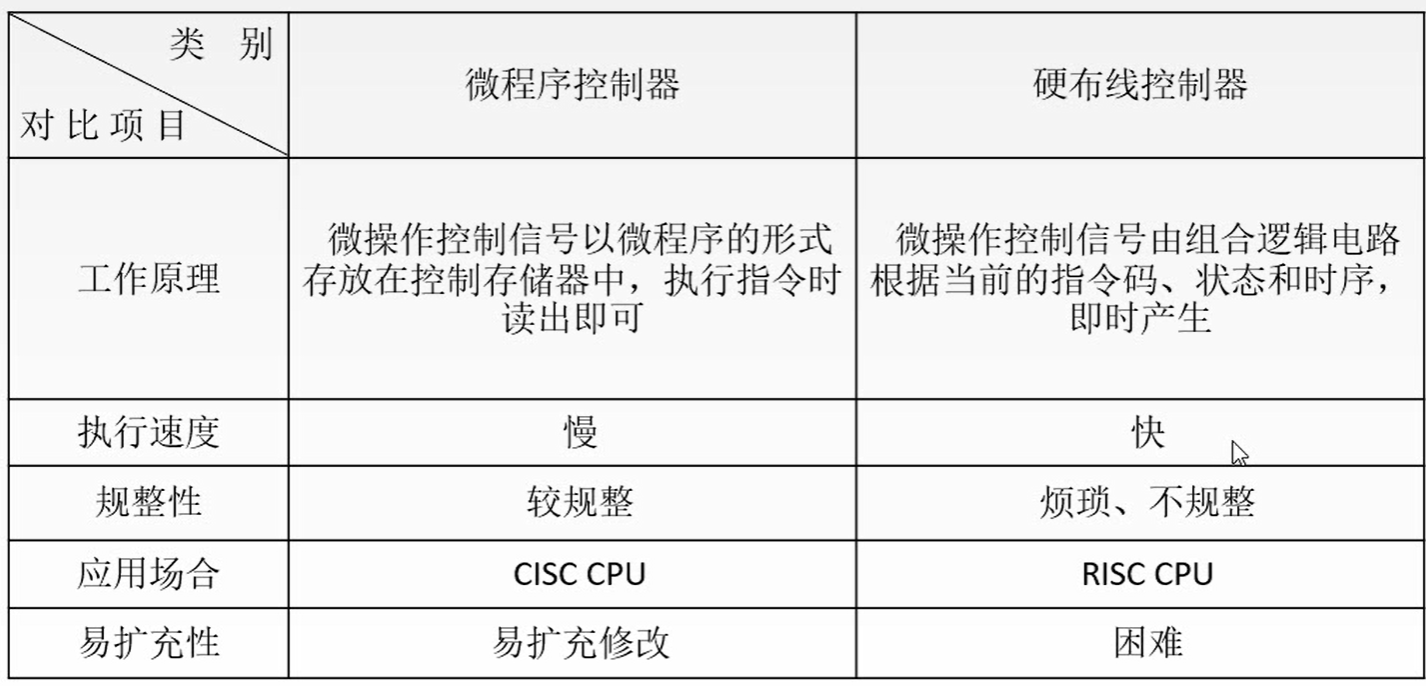 类 别
对比项目
微程序控制器
硬布线控制器
工作原理
微操作控制信号以微程序的形式
存放在控制存储器中，执行指令时
读出即可
微操作控制信号由组合逻辑电路
根据当前的指令码、状态和时序，
即时产生
执行速度
慢
快
规整性
较规整
烦琐、不规整
应用场合
CISC CPU
RISC CPU
易扩充性
易扩充修改
困难